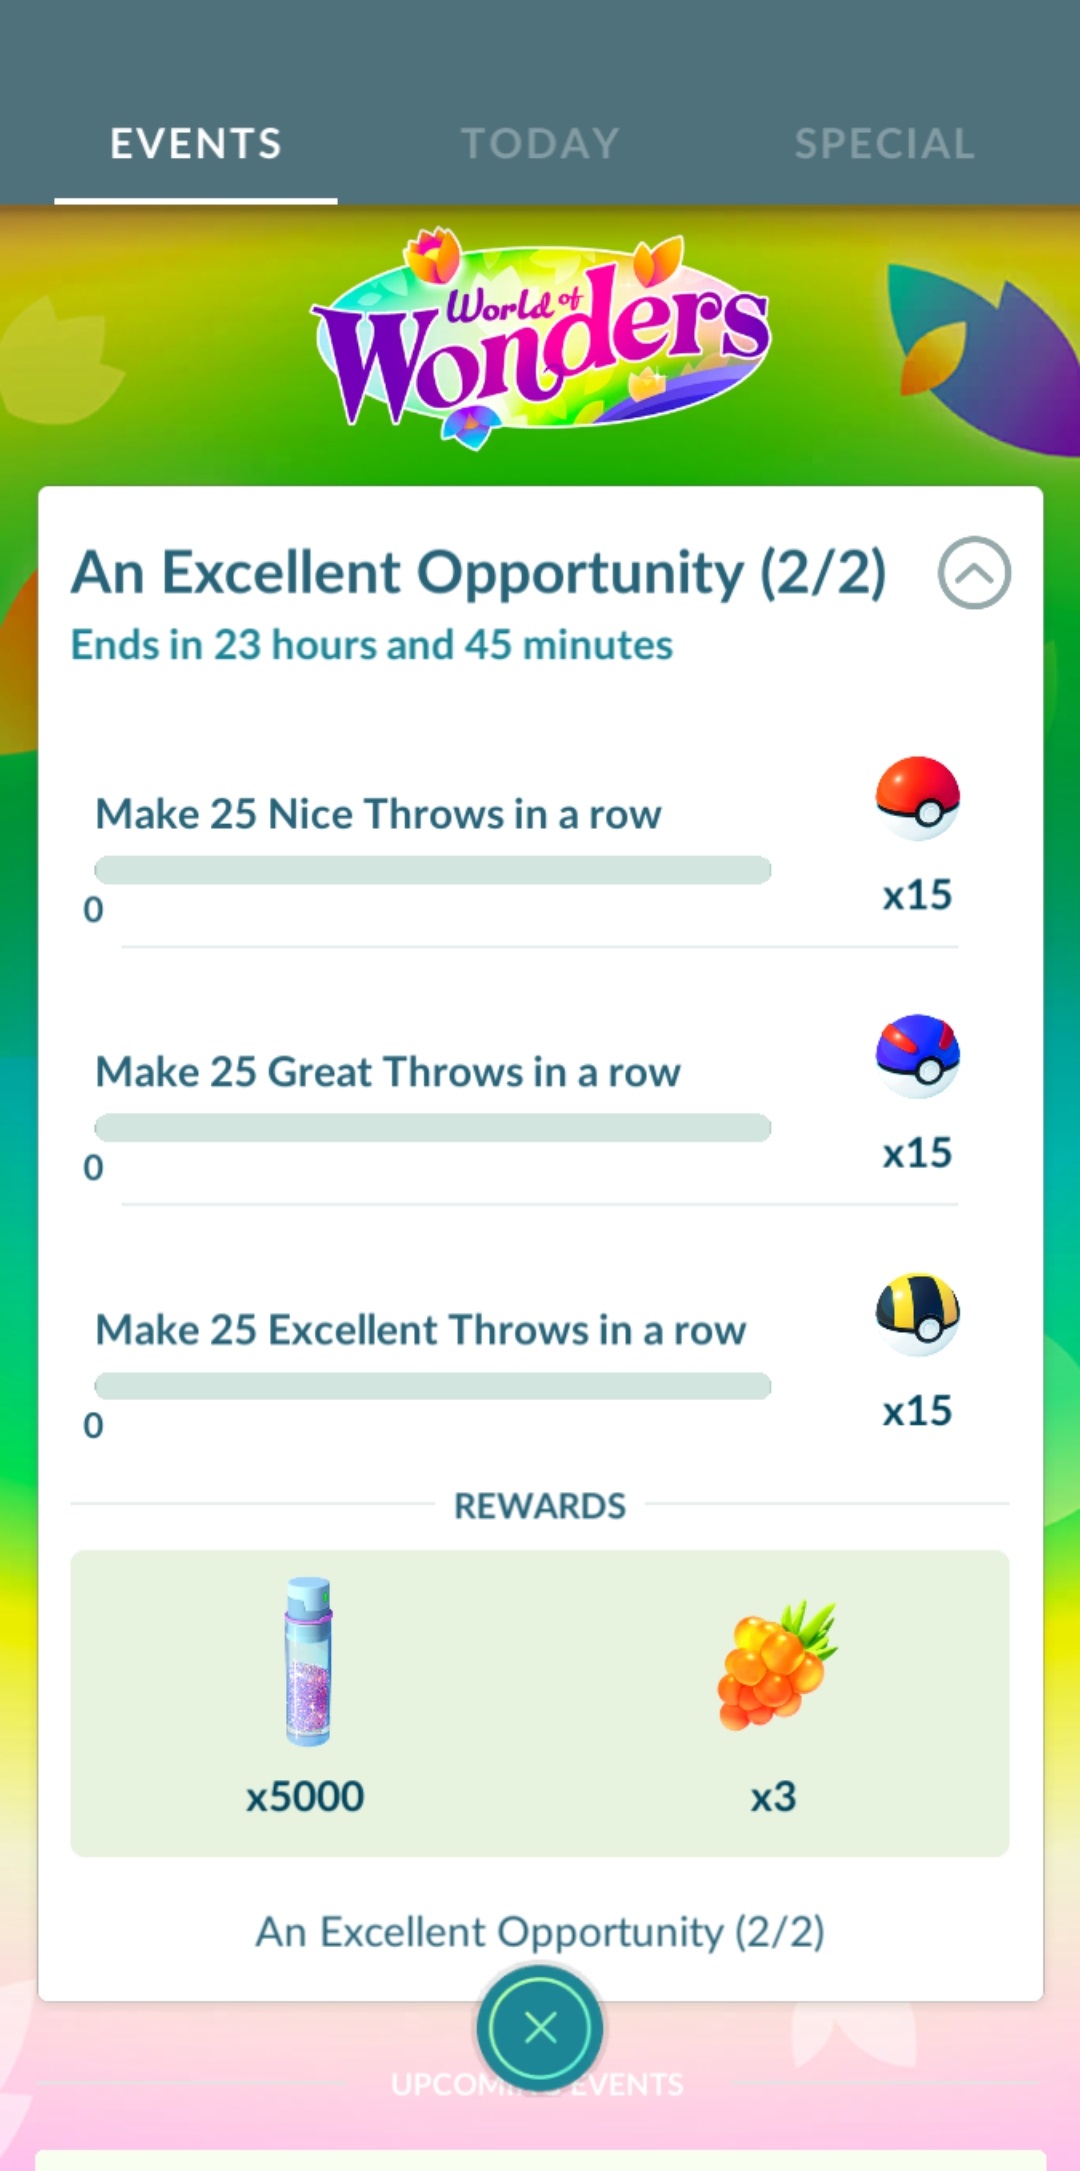 EVENTS TODAY SPECIAL
World of
Wonders
An Excellent Opportunity (2/2)
Ends in 23 hours and 45 minutes
Make 25 Nice Throws in a row
0
x15
Make 25 Great Throws in a row
0
x15
Make 25 Excellent Throws in a row
0
x15
REWARDS
x5000 x3
An Excellent Opportunity (2/2)
EVENTS